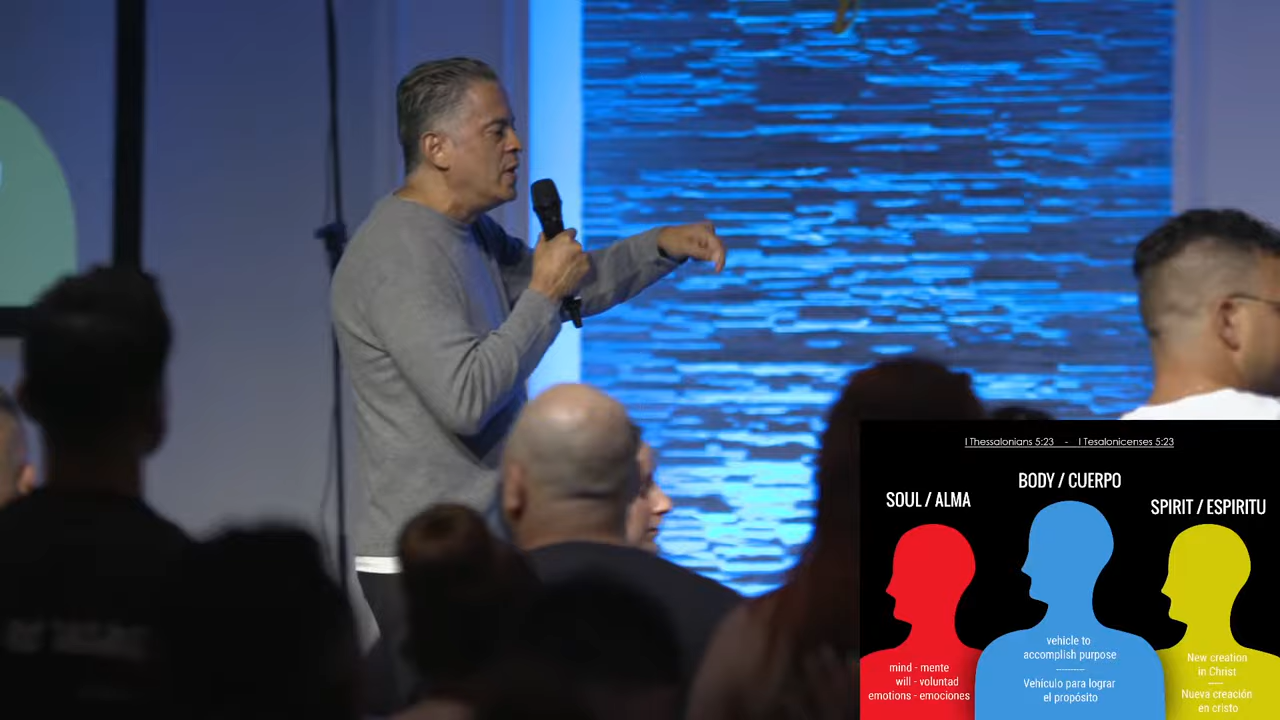 I Thessalonians 5:23 - I Tesalonicenses 5:23
BODY / CUERPO
SOUL / ALMA
SPIRIT / ESPIRITU
mind - mente
will - voluntad
emotions - emociones
vehicle to
accomplish purpose
Vehículo para lograr
el propósito
New creation
in Christ
Nueva creación
en cristo